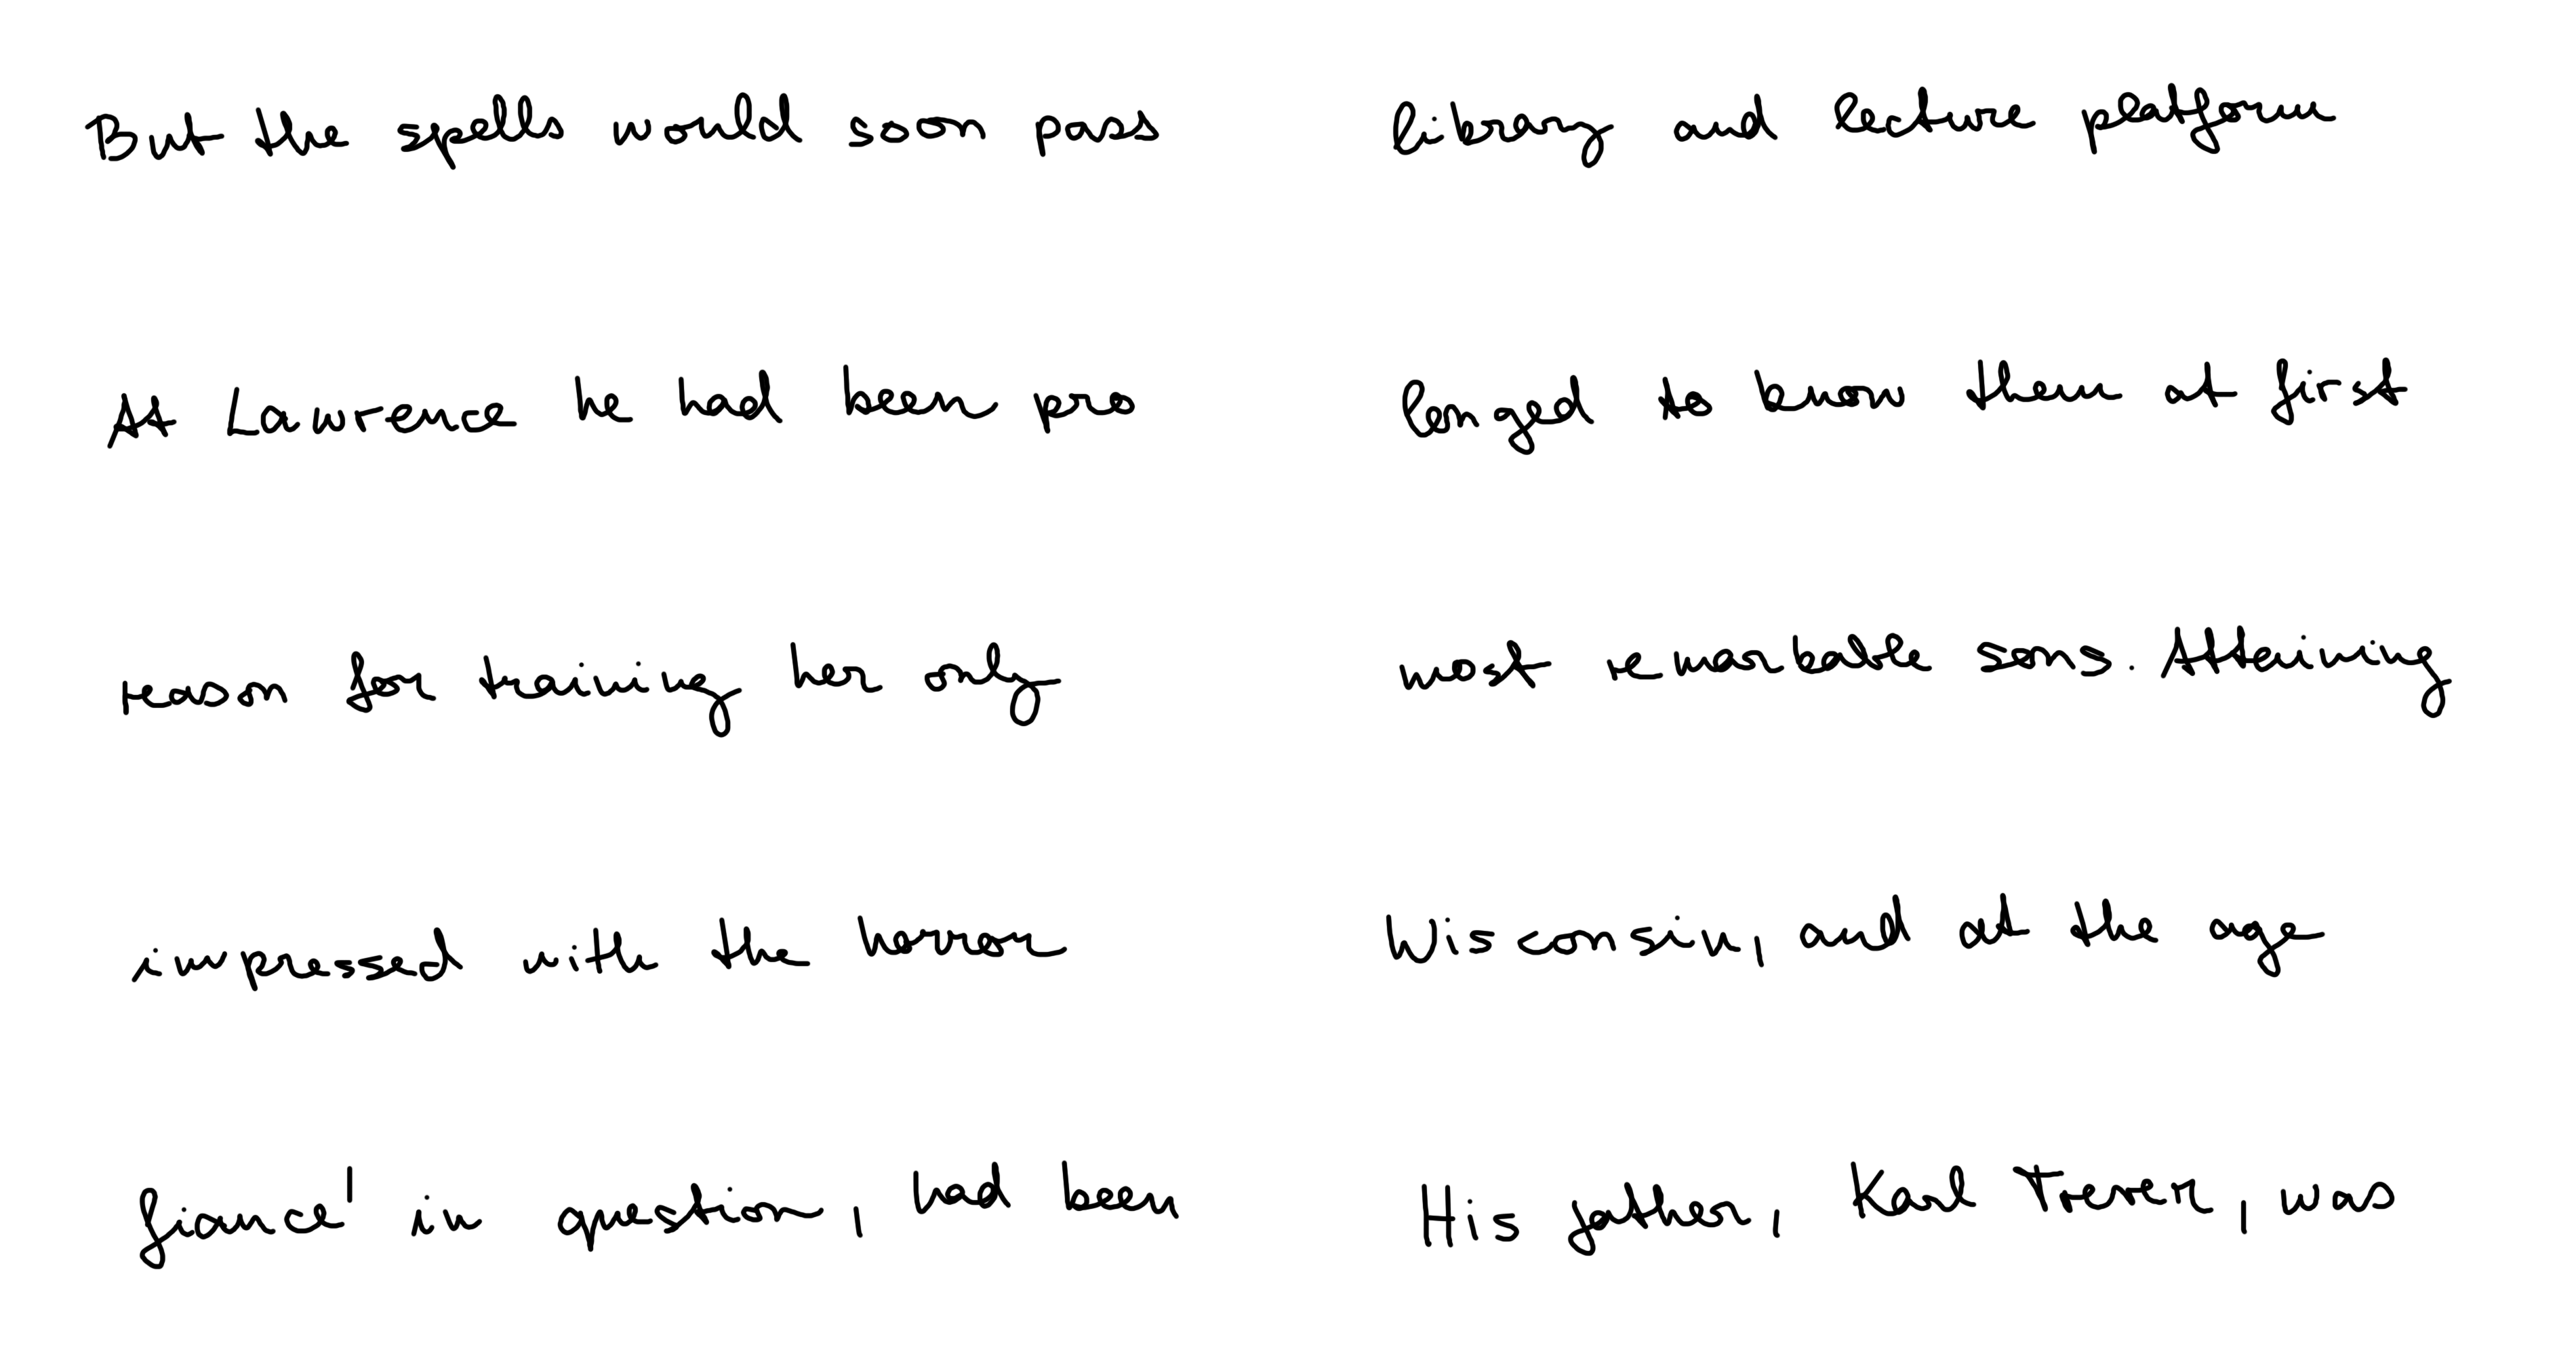 But the spells would soon pass
library and lecture platform
At Lawrence he had been pro
longed to know them at first
reason for training her only
most remarkable sons. Attaining
impressed with the horror
Wisconsin, and at the age
fiance' in question, had been
His father, Karl Trever, was